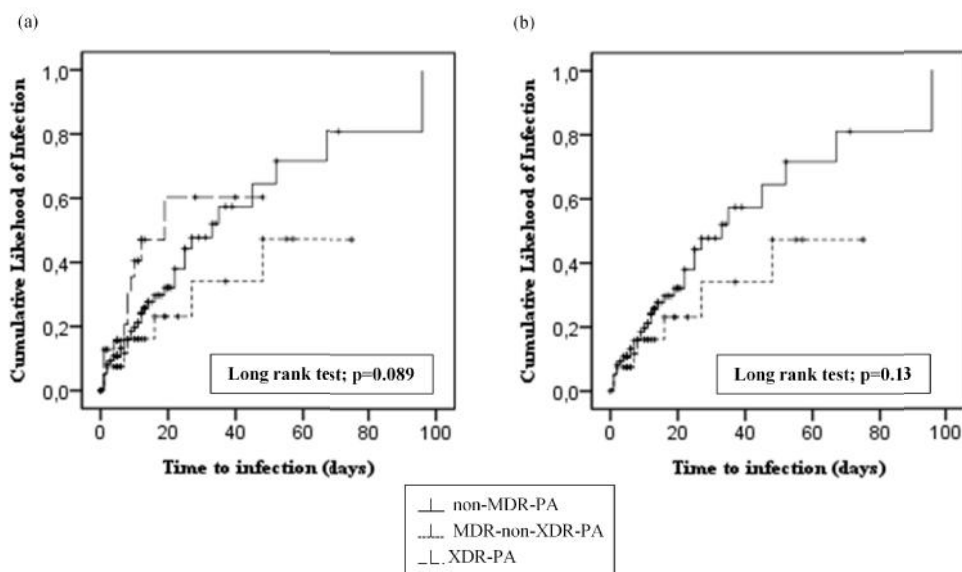 (a)
(b)
Cumulative Likelhood of Infection
1,0
0,8
0,6
0,4
0,2
0,0
Long rank test; p=0.089
0 20 40 60 80 100
Time to infection (days)
Cumulative Likelhood of Infection
1,0
0,8
0,6
0,4
0,2
0,0
Long rank test; p=0.13
0 20 40 60 80 100
Time to infection (days)
non-MDR-PA
MDR-non-XDR-PA
XDR-PA